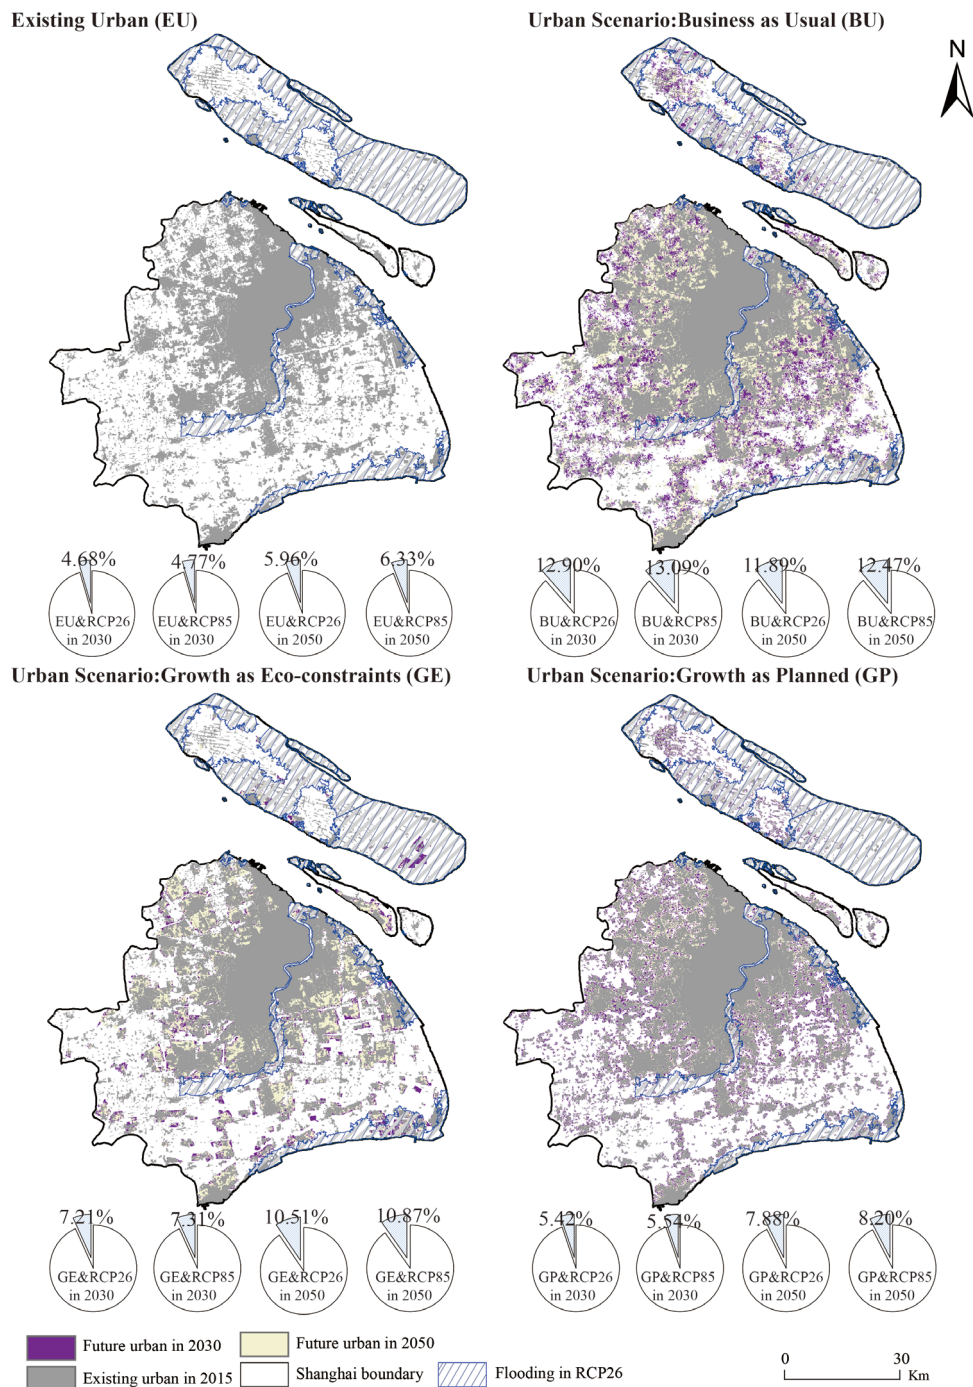 Existing Urban (EU)
Urban Scenario:Business as Usual (BU)
N
4.68%
4.77%
5.96%
6.33%
EU&RCP26
in 2030
EU&RCP85
in 2030
EU&RCP26
in 2050
EU&RCP85
in 2050
12.90%
13.09%
11.89%
12.47%
BU&RCP26
in 2030
BU&RCP85
in 2030
BU&RCP26
in 2050
BU&RCP85
in 2050
Urban Scenario:Growth as Eco-constraints (GE)
Urban Scenario:Growth as Planned (GP)
7.21%
7.31%
10.51%
10.87%
GE&RCP26
in 2030
GE&RCP85
in 2030
GE&RCP26
in 2050
GE&RCP85
in 2050
5.42%
5.54%
7.88%
8.20%
GP&RCP26
in 2030
GP&RCP85
in 2030
GP&RCP26
in 2050
GP&RCP85
in 2050
Future urban in 2030
Future urban in 2050
Existing urban in 2015
Shanghai boundary
Flooding in RCP26
0 30
Km